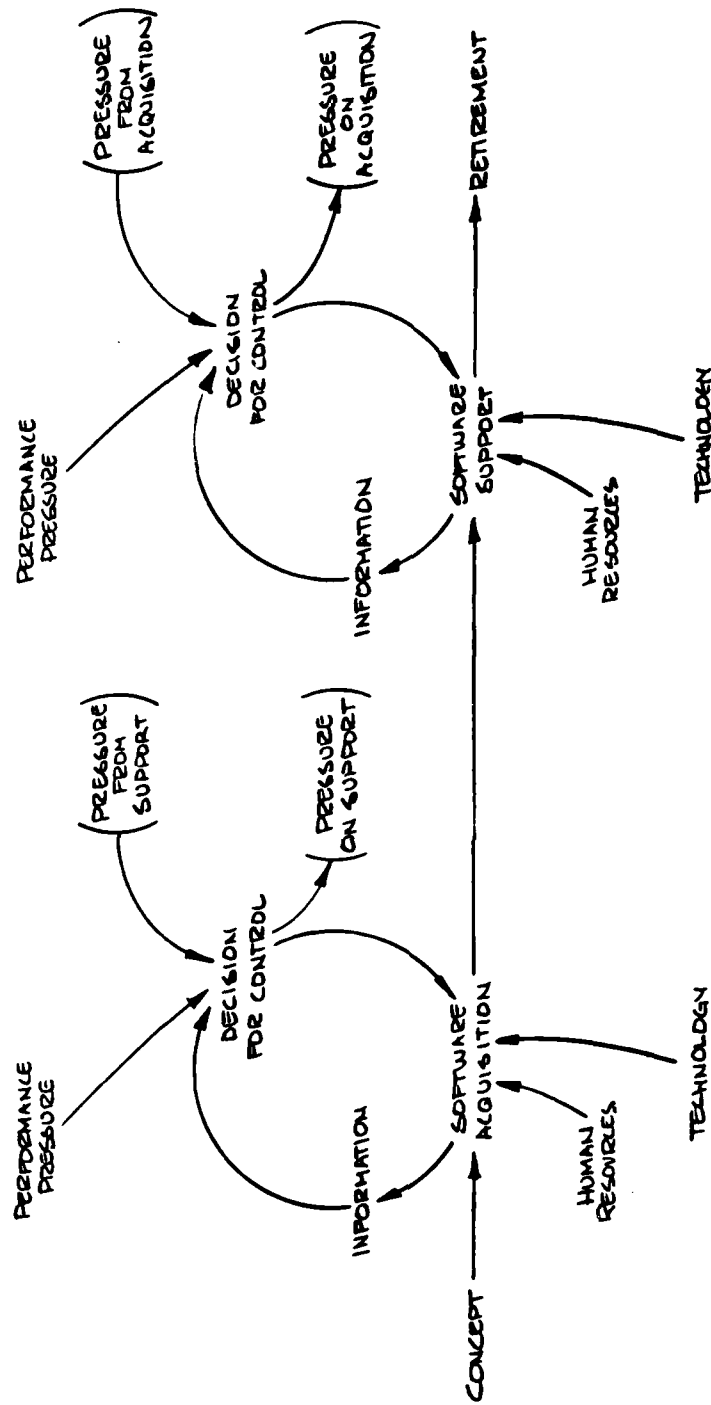 PERFORMANCE
PRESSURE
(PRESSURE
FROM
SUPPORT)
DECISION
FOR CONTROL
(PRESSURE
ON SUPPORT)
INFORMATION
CONCEPT
SOFTWARE
ACQUISITION
HUMAN
RESOURCES
TECHNOLOGY
PERFORMANCE
PRESSURE
(PRESSURE
FROM
ACQUISITION)
DECISION
FOR CONTROL
(PRESSURE
ON
ACQUISITION)
INFORMATION
SOFTWARE
SUPPORT
RETIREMENT
HUMAN
RESOURCES
TECHNOLOGY